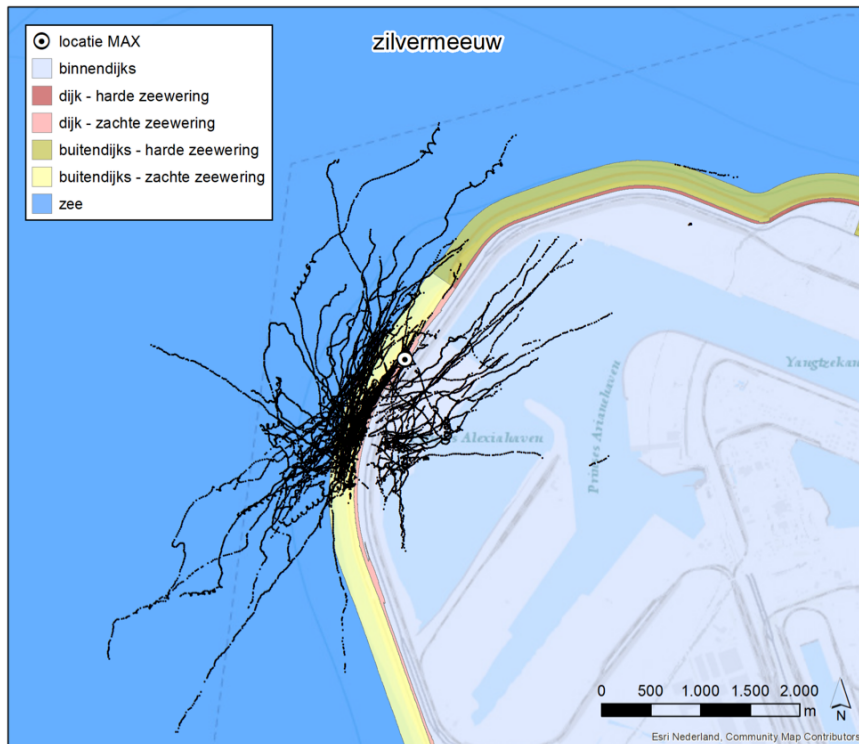 zilvermeeuw
locatie MAX
binnendijks
dijk - harde zeewering
dijk - zachte zeewering
buitendijks - harde zeewering
buitendijks - zachte zeewering
zee
Yangtzekan
Prinses Arianehaven
s Alexiahaven
0 500 1.000 1.500 2.000
m
N
Esri Nederland, Community Map Contributors